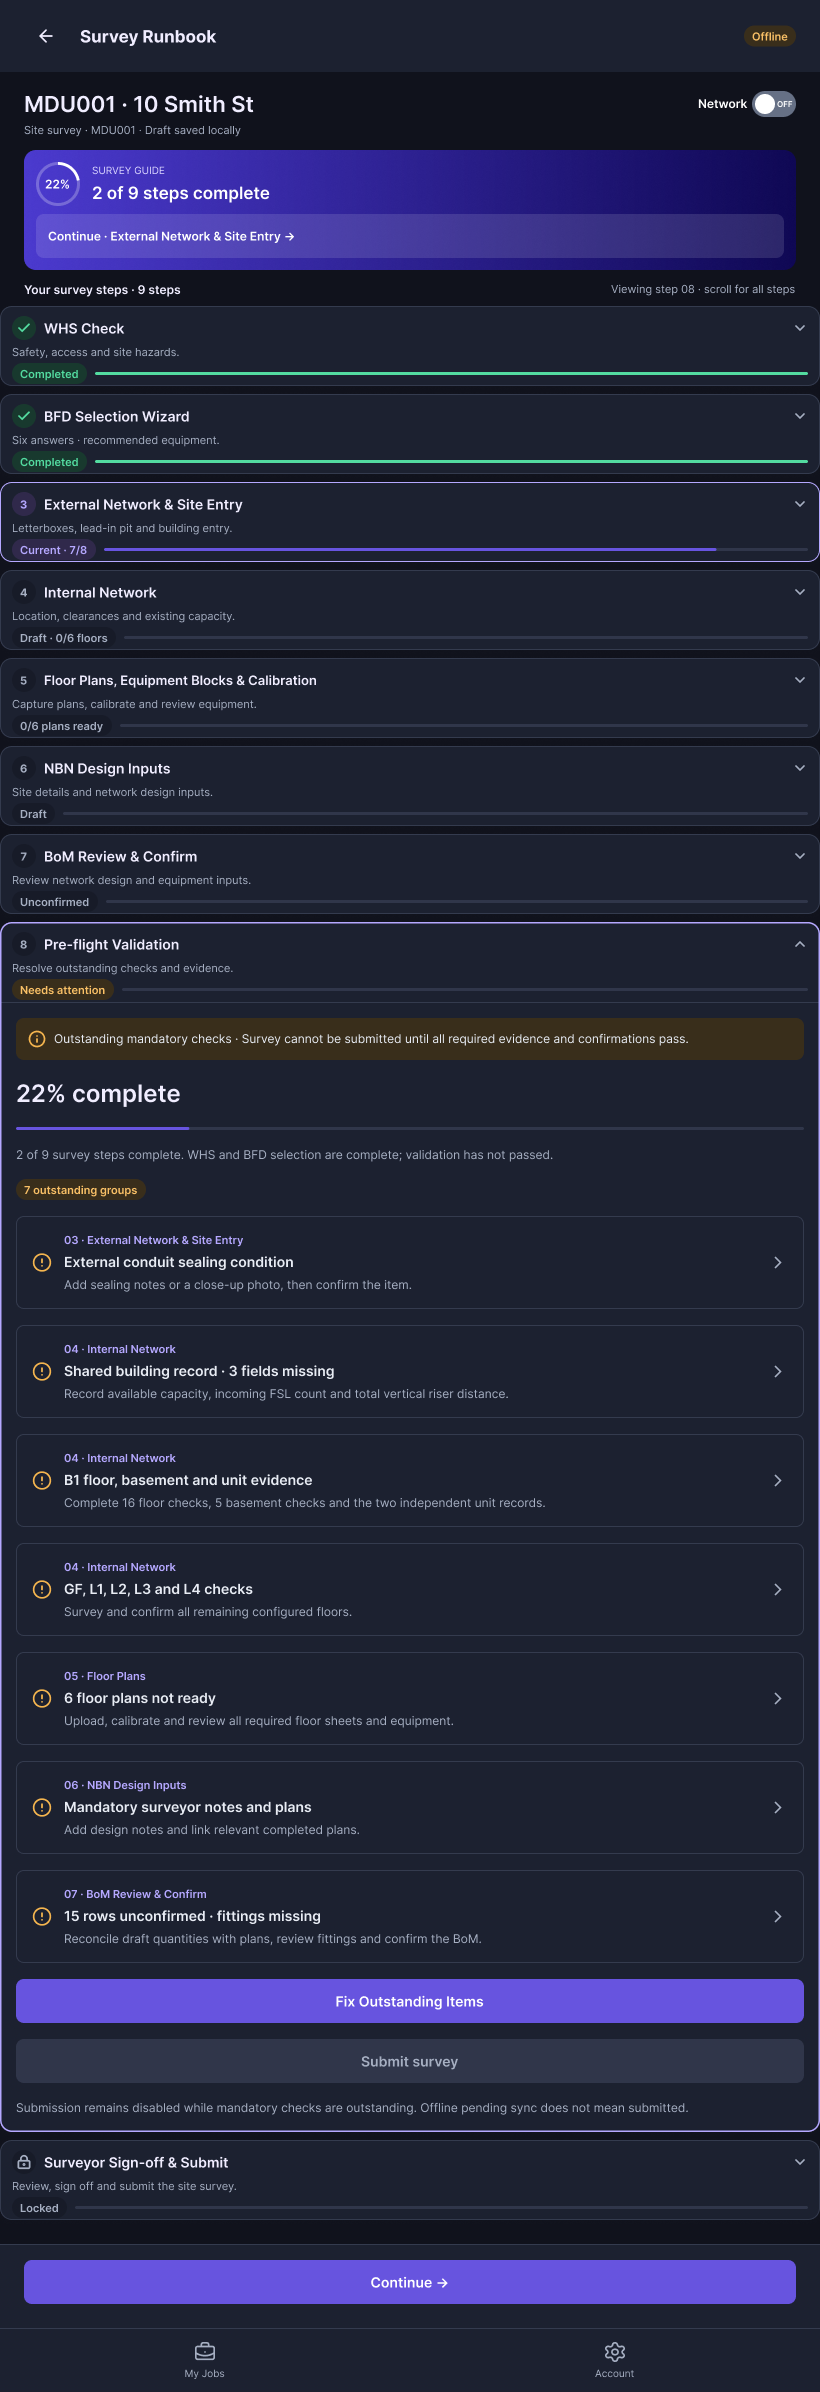 Survey Runbook
Offline
MDU001 · 10 Smith St
Network
OFF
Site survey · MDU001 · Draft saved locally
22%
SURVEY GUIDE
2 of 9 steps complete
Continue · External Network & Site Entry →
Your survey steps · 9 steps
Viewing step 08 · scroll for all steps
WHS Check
Safety, access and site hazards.
Completed
BFD Selection Wizard
Six answers · recommended equipment.
Completed
3
External Network & Site Entry
Letterboxes, lead-in pit and building entry.
Current · 7/8
4
Internal Network
Location, clearances and existing capacity.
Draft · 0/6 floors
5
Floor Plans, Equipment Blocks & Calibration
Capture plans, calibrate and review equipment.
0/6 plans ready
6
NBN Design Inputs
Site details and network design inputs.
Draft
7
BoM Review & Confirm
Review network design and equipment inputs.
Unconfirmed
8
Pre-flight Validation
Resolve outstanding checks and evidence.
Needs attention
Outstanding mandatory checks · Survey cannot be submitted until all required evidence and confirmations pass.
22% complete
2 of 9 survey steps complete. WHS and BFD selection are complete; validation has not passed.
7 outstanding groups
03 · External Network & Site Entry
External conduit sealing condition
Add sealing notes or a close-up photo, then confirm the item.
04 · Internal Network
Shared building record · 3 fields missing
Record available capacity, incoming FSL count and total vertical riser distance.
04 · Internal Network
B1 floor, basement and unit evidence
Complete 16 floor checks, 5 basement checks and the two independent unit records.
04 · Internal Network
GF, L1, L2, L3 and L4 checks
Survey and confirm all remaining configured floors.
05 · Floor Plans
6 floor plans not ready
Upload, calibrate and review all required floor sheets and equipment.
06 · NBN Design Inputs
Mandatory surveyor notes and plans
Add design notes and link relevant completed plans.
07 · BoM Review & Confirm
15 rows unconfirmed · fittings missing
Reconcile draft quantities with plans, review fittings and confirm the BoM.
Fix Outstanding Items
Submit survey
Submission remains disabled while mandatory checks are outstanding. Offline pending sync does not mean submitted.
Surveyor Sign-off & Submit
Review, sign off and submit the site survey.
Locked
Continue →
My Jobs
Account